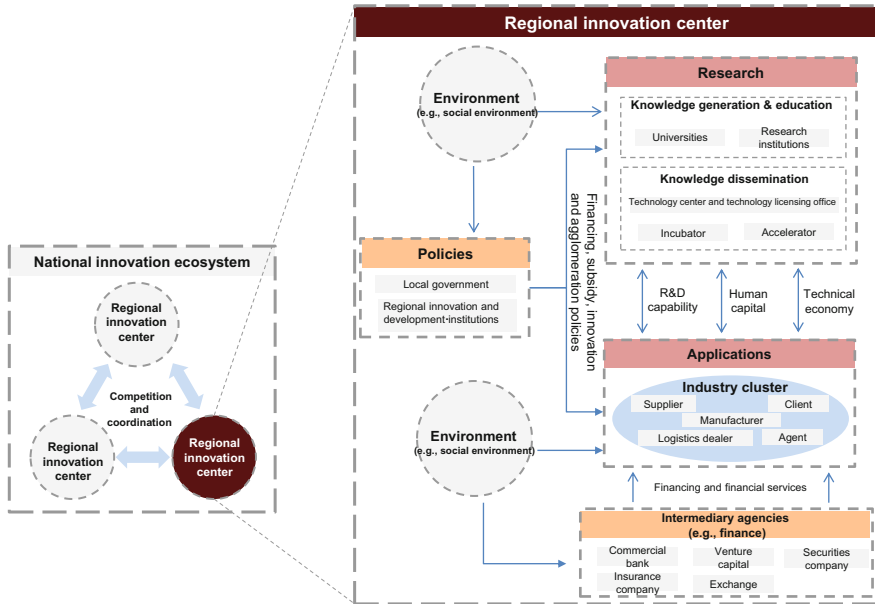 Regional innovation center
Environment
(e.g., social environment)
Research
Knowledge generation & education
Universities
Research
institutions
Knowledge dissemination
Technology center and technology licensing office
Incubator
Accelerator
Policies
Local government
Regional innovation and
development·institutions
Financing, subsidy, innovation
and agglomeration policies
R&D
capability
Human
capital
Technical
economy
National innovation ecosystem
Regional
innovation
center
Competition
and
coordination
Regional
innovation
center
Regional
innovation
center
Applications
Industry cluster
Supplier
Client
Manufacturer
Logistics dealer
Agent
Environment
(e.g., social environment)
Financing and financial services
Intermediary agencies
(e.g., finance)
Commercial
bank
Venture
capital
Securities
company
Insurance
company
Exchange